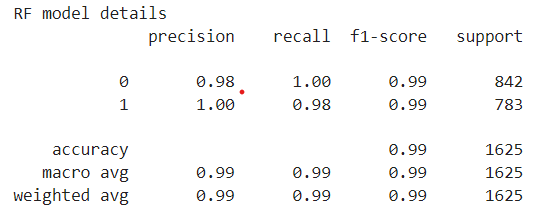 RF model details
precision recall f1-score support
0 0.98 1.00 0.99 842
1 1.00 0.98 0.99 783
accuracy 0.99 1625
macro avg 0.99 0.99 0.99 1625
weighted avg 0.99 0.99 0.99 1625